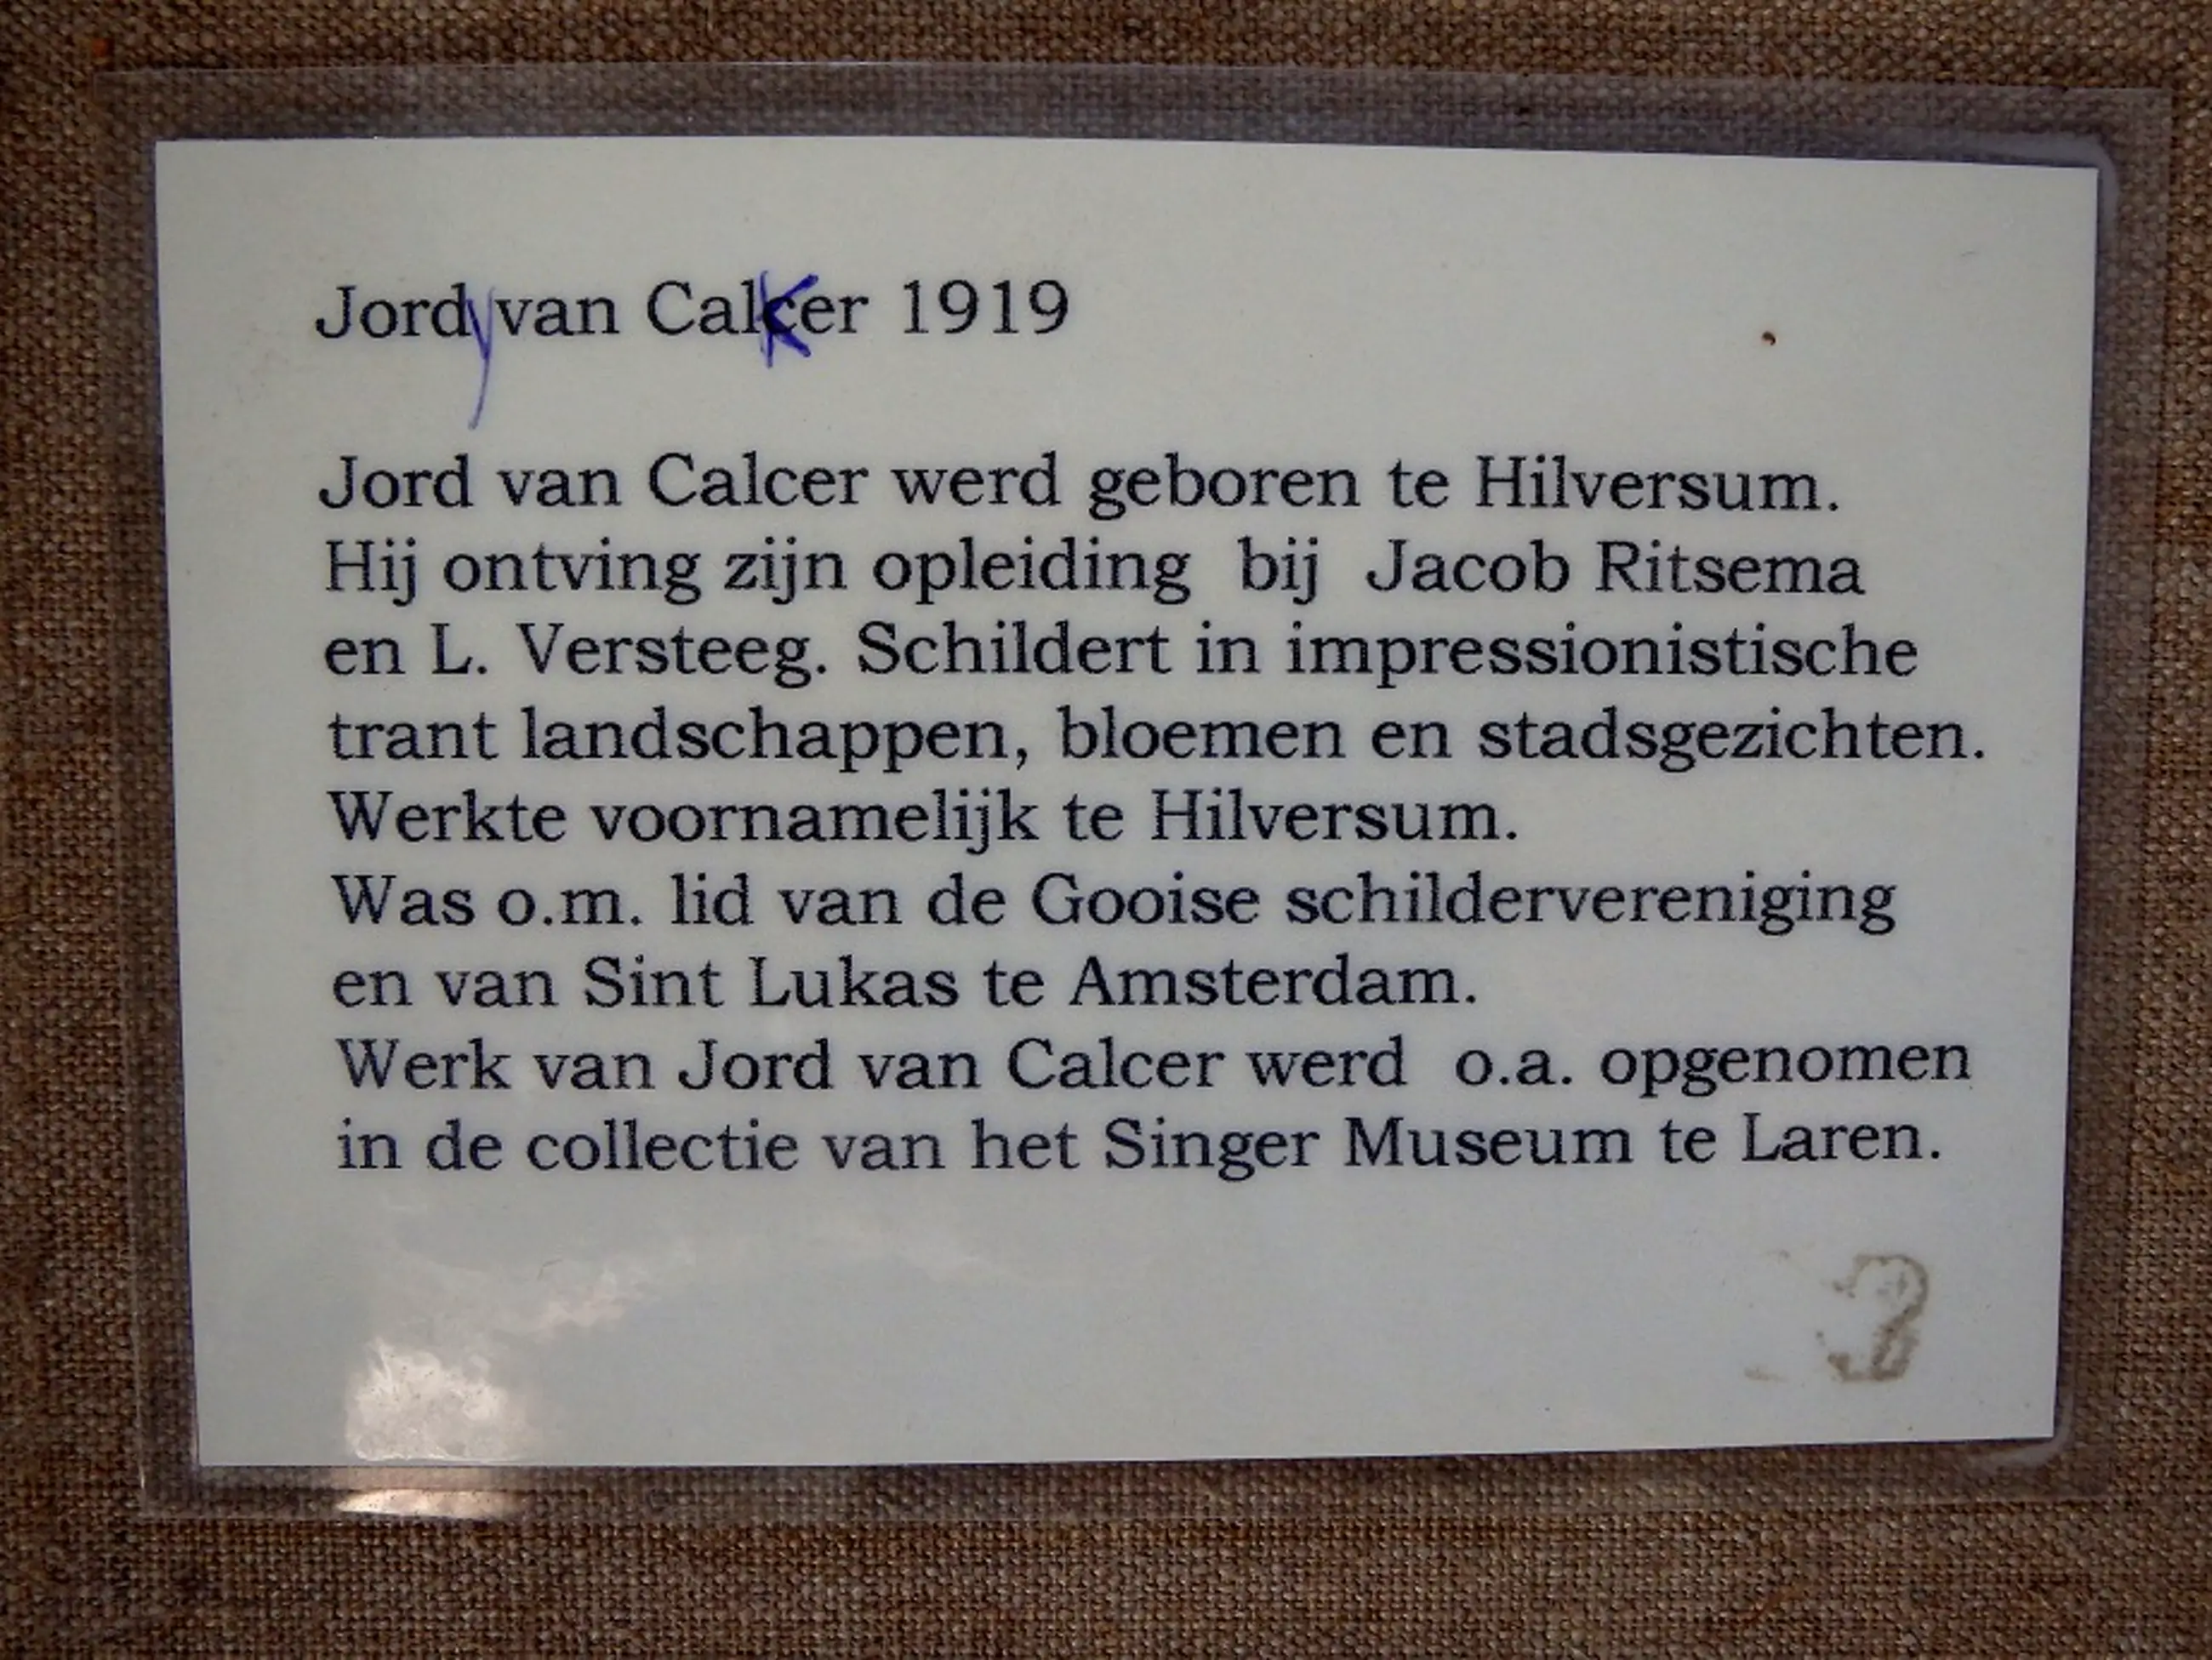 Jordy van Calker 1919
Jord van Calcer werd geboren te Hilversum.
Hij ontving zijn opleiding bij Jacob Ritsema
en L. Versteeg. Schildert in impressionistische
trant landschappen, bloemen en stadsgezichten.
Werkte voornamelijk te Hilversum.
Was o.m. lid van de Gooise schildervereniging
en van Sint Lukas te Amsterdam.
Werk van Jord van Calcer werd o.a. opgenomen
in de collectie van het Singer Museum te Laren.